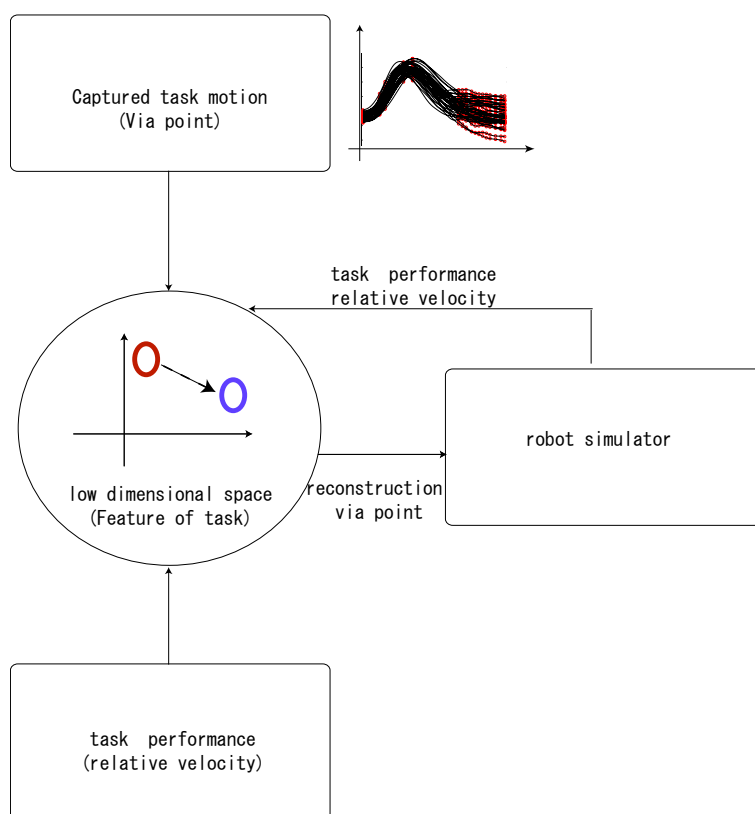 Captured task motion
(Via point)
task performance
relative velocity
robot simulator
low dimensional space
(Feature of task)
reconstruction
via point
task performance
(relative velocity)